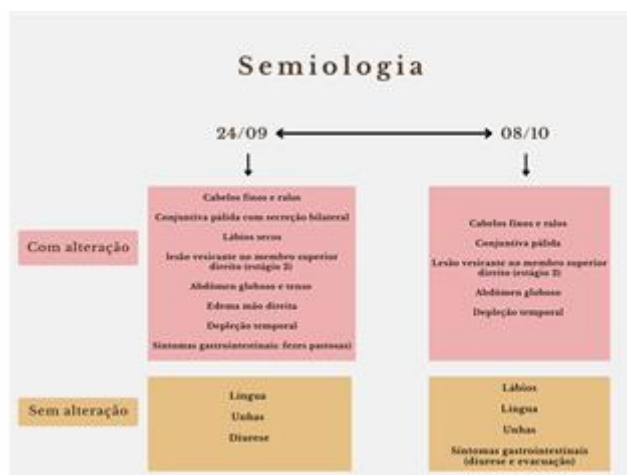 Semiologia
24/09
08/10
Com alteração
Cabelos finos e ralos
Conjuntiva pálida com secreção bilateral
Lábios secos
lesão vesicante no membro superior
direito (estágio 2)
Abdômen globoso e tenso
Edema mão direita
Depleção temporal
Sintomas gastrointestinais: fezes pastosas)
Cabelos finos e ralos
Conjuntiva pálida
Lesão vesicante no membro superior
direito (estágio 2)
Abdômen globoso
Depleção temporal
Sem alteração
Língua
Unhas
Diurese
Lábios
Língua
Unhas
Sintomas gastrointestinais
(diurese e evacuação)